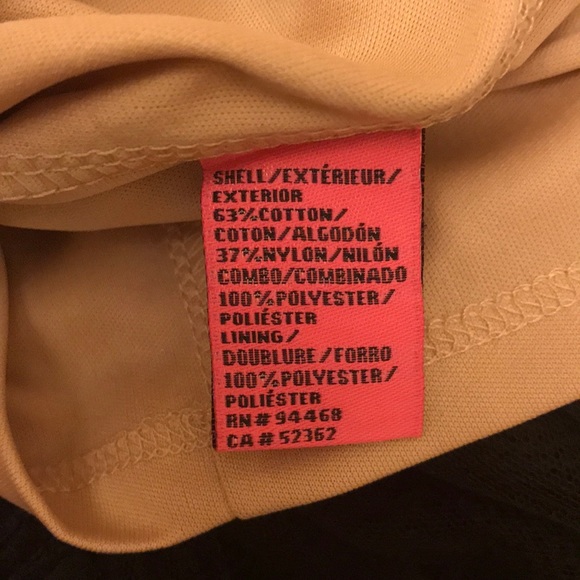 SHELL/EXTÉRIEUR/
EXTERIOR
63%COTTON/
COTON/ALGODÓN
37%NYLON/NILÓN
COMBO/COMBINADO
100%POLYESTER/
POLIÉSTER
LINING/
DOUBLURE/FORRO
100%POLYESTER/
POLIÉSTER
RN# 94468
CA # 52362